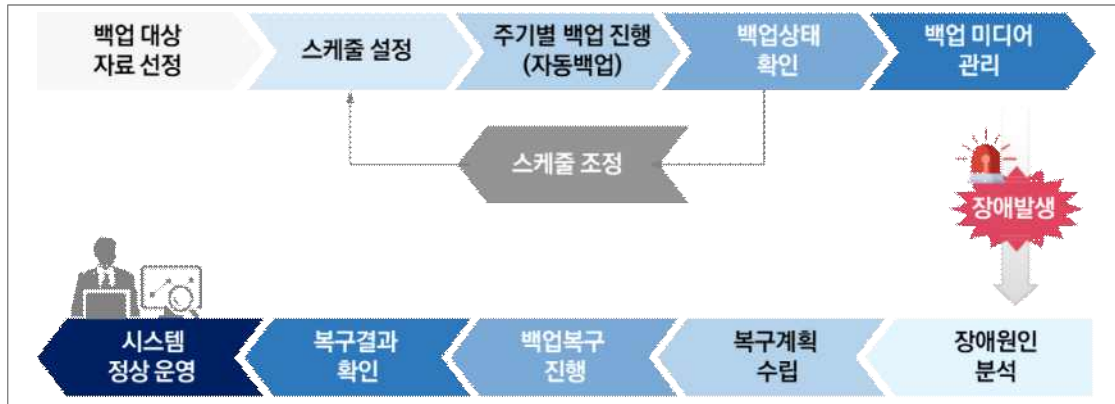 백업 대상
자료 선정
스케줄 설정
주기별 백업 진행
(자동백업)
백업상태
확인
백업 미디어
관리
스케줄 조정
장애발생
시스템
정상 운영
복구결과
확인
백업복구
진행
복구계획
수립
장애원인
분석